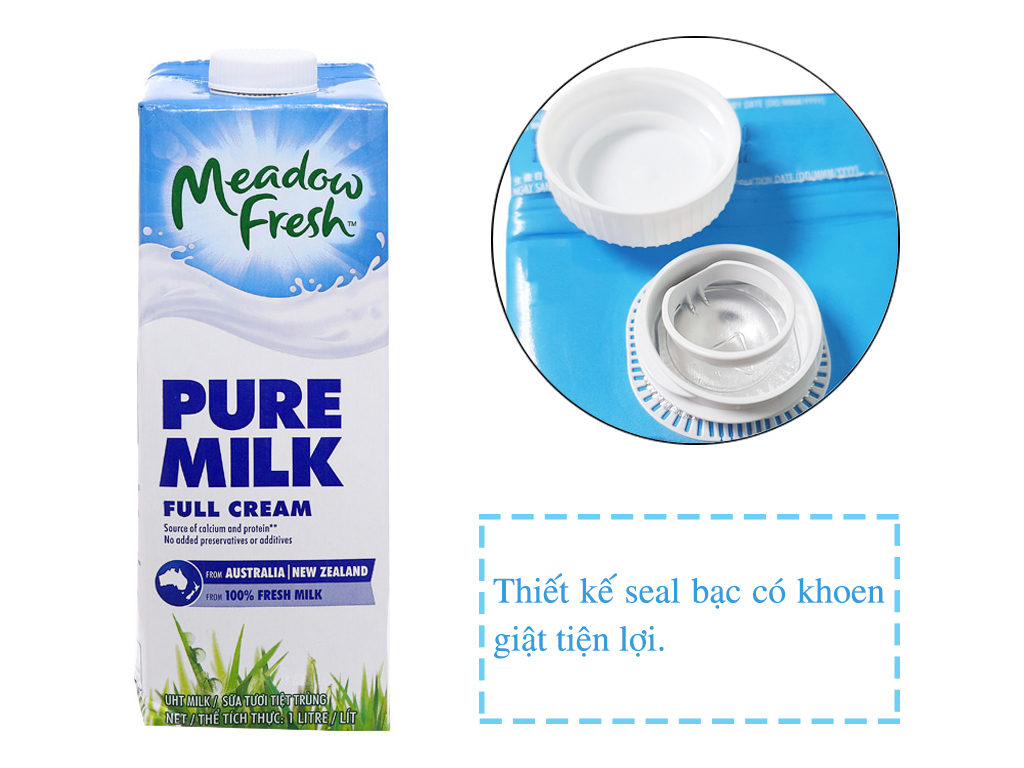 Meadow
Fresh™
PURE
MILK
FULL CREAM
Source of calcium and protein**
No added preservatives or additives
FROM AUSTRALIA | NEW ZEALAND
FROM 100% FRESH MILK
UHT MILK / SỮA TƯƠI TIỆT TRÙNG
NET / THỂ TÍCH THỰC: 1 LITRE / LÍT
Thiết kế seal bạc có khoen
giật tiện lợi.